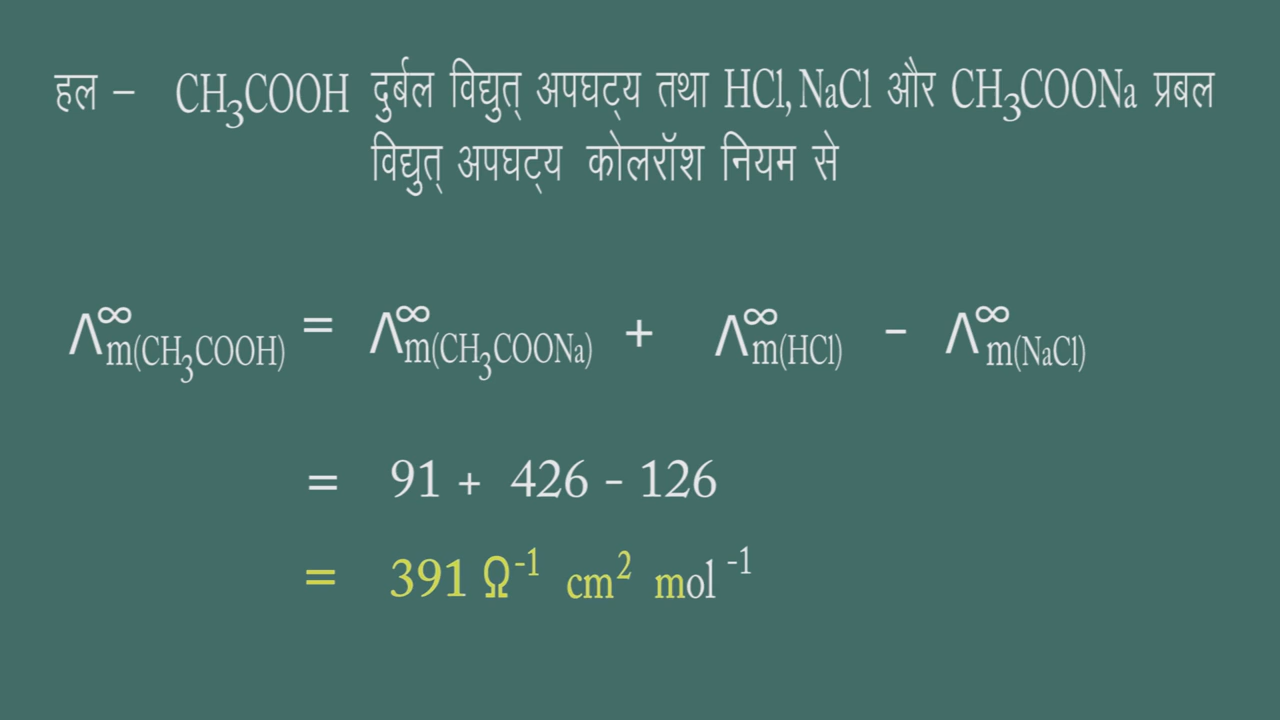 हल – CH₃COOH दुर्बल विद्युत् अपघट्य तथा HCl, NaCl और CH₃COONa प्रबल
विद्युत् अपघट्य कोलरॉश नियम से
Λ∞m(CH₃COOH) = Λ∞m(CH₃COONa) + Λ∞m(HCl) – Λ∞m(NaCl)
= 91 + 426 - 126
= 391 Ω⁻¹ cm² mol⁻¹